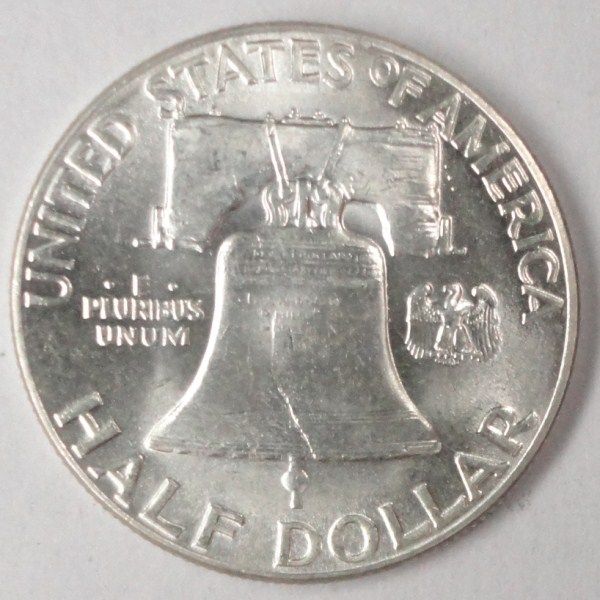 UNITED STATES OF AMERICA
· E ·
PLURIBUS
UNUM
HALF DOLLAR